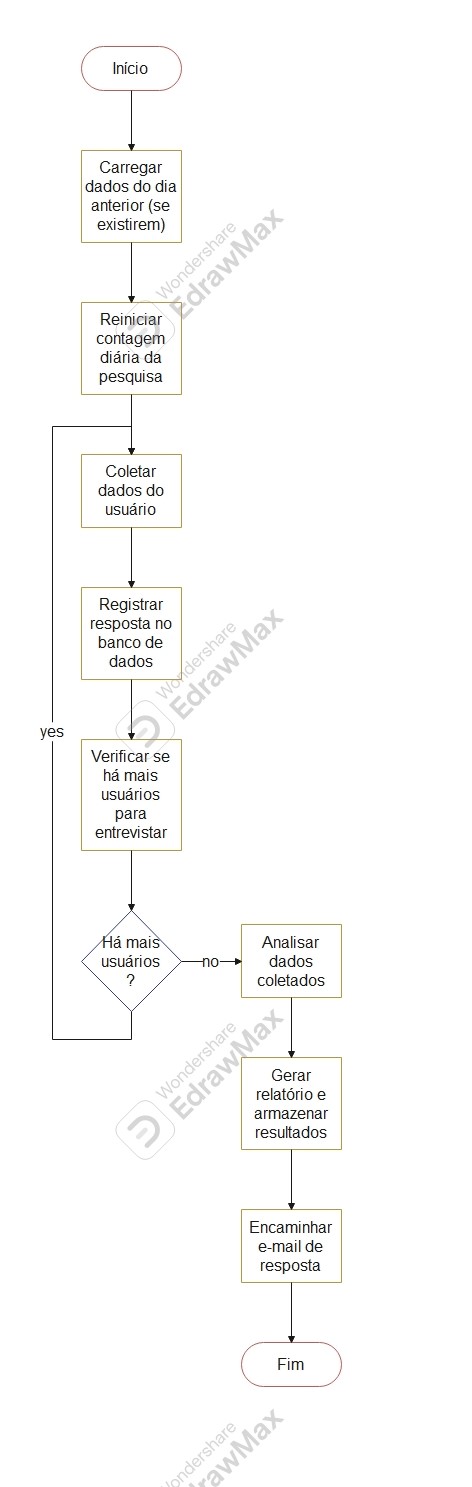 Início
Carregar
dados do dia
anterior (se
existirem)
Wondershare
EdrawMax
Reiniciar
contagem
diária da
pesquisa
Coletar
dados do
usuário
Registrar
resposta no
banco de
dados
Wondershare
EdrawMax
yes
Verificar se
há mais
usuários
para
entrevistar
Há mais
usuários
?
no
Analisar
dados
coletados
Wondershare
EdrawMax
Gerar
relatório e
armazenar
resultados
Encaminhar
e-mail de
resposta
Fim
Wondershare
EdrawMax